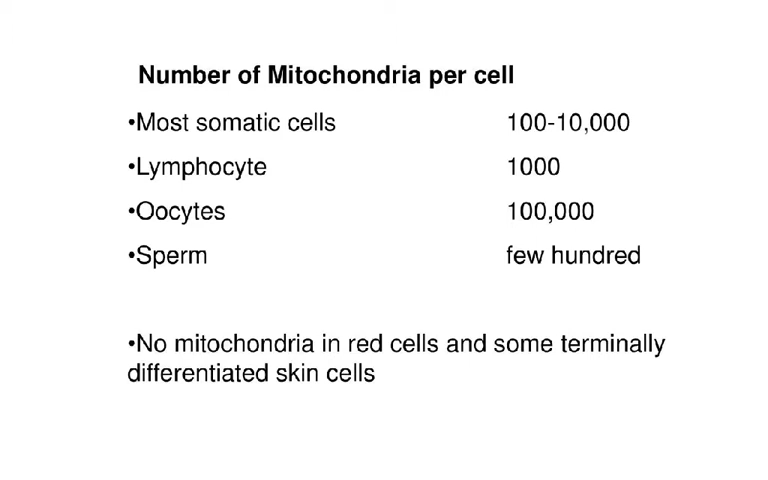 Number of Mitochondria per cell
•Most somatic cells 100-10,000
•Lymphocyte 1000
•Oocytes 100,000
•Sperm few hundred
•No mitochondria in red cells and some terminally
differentiated skin cells